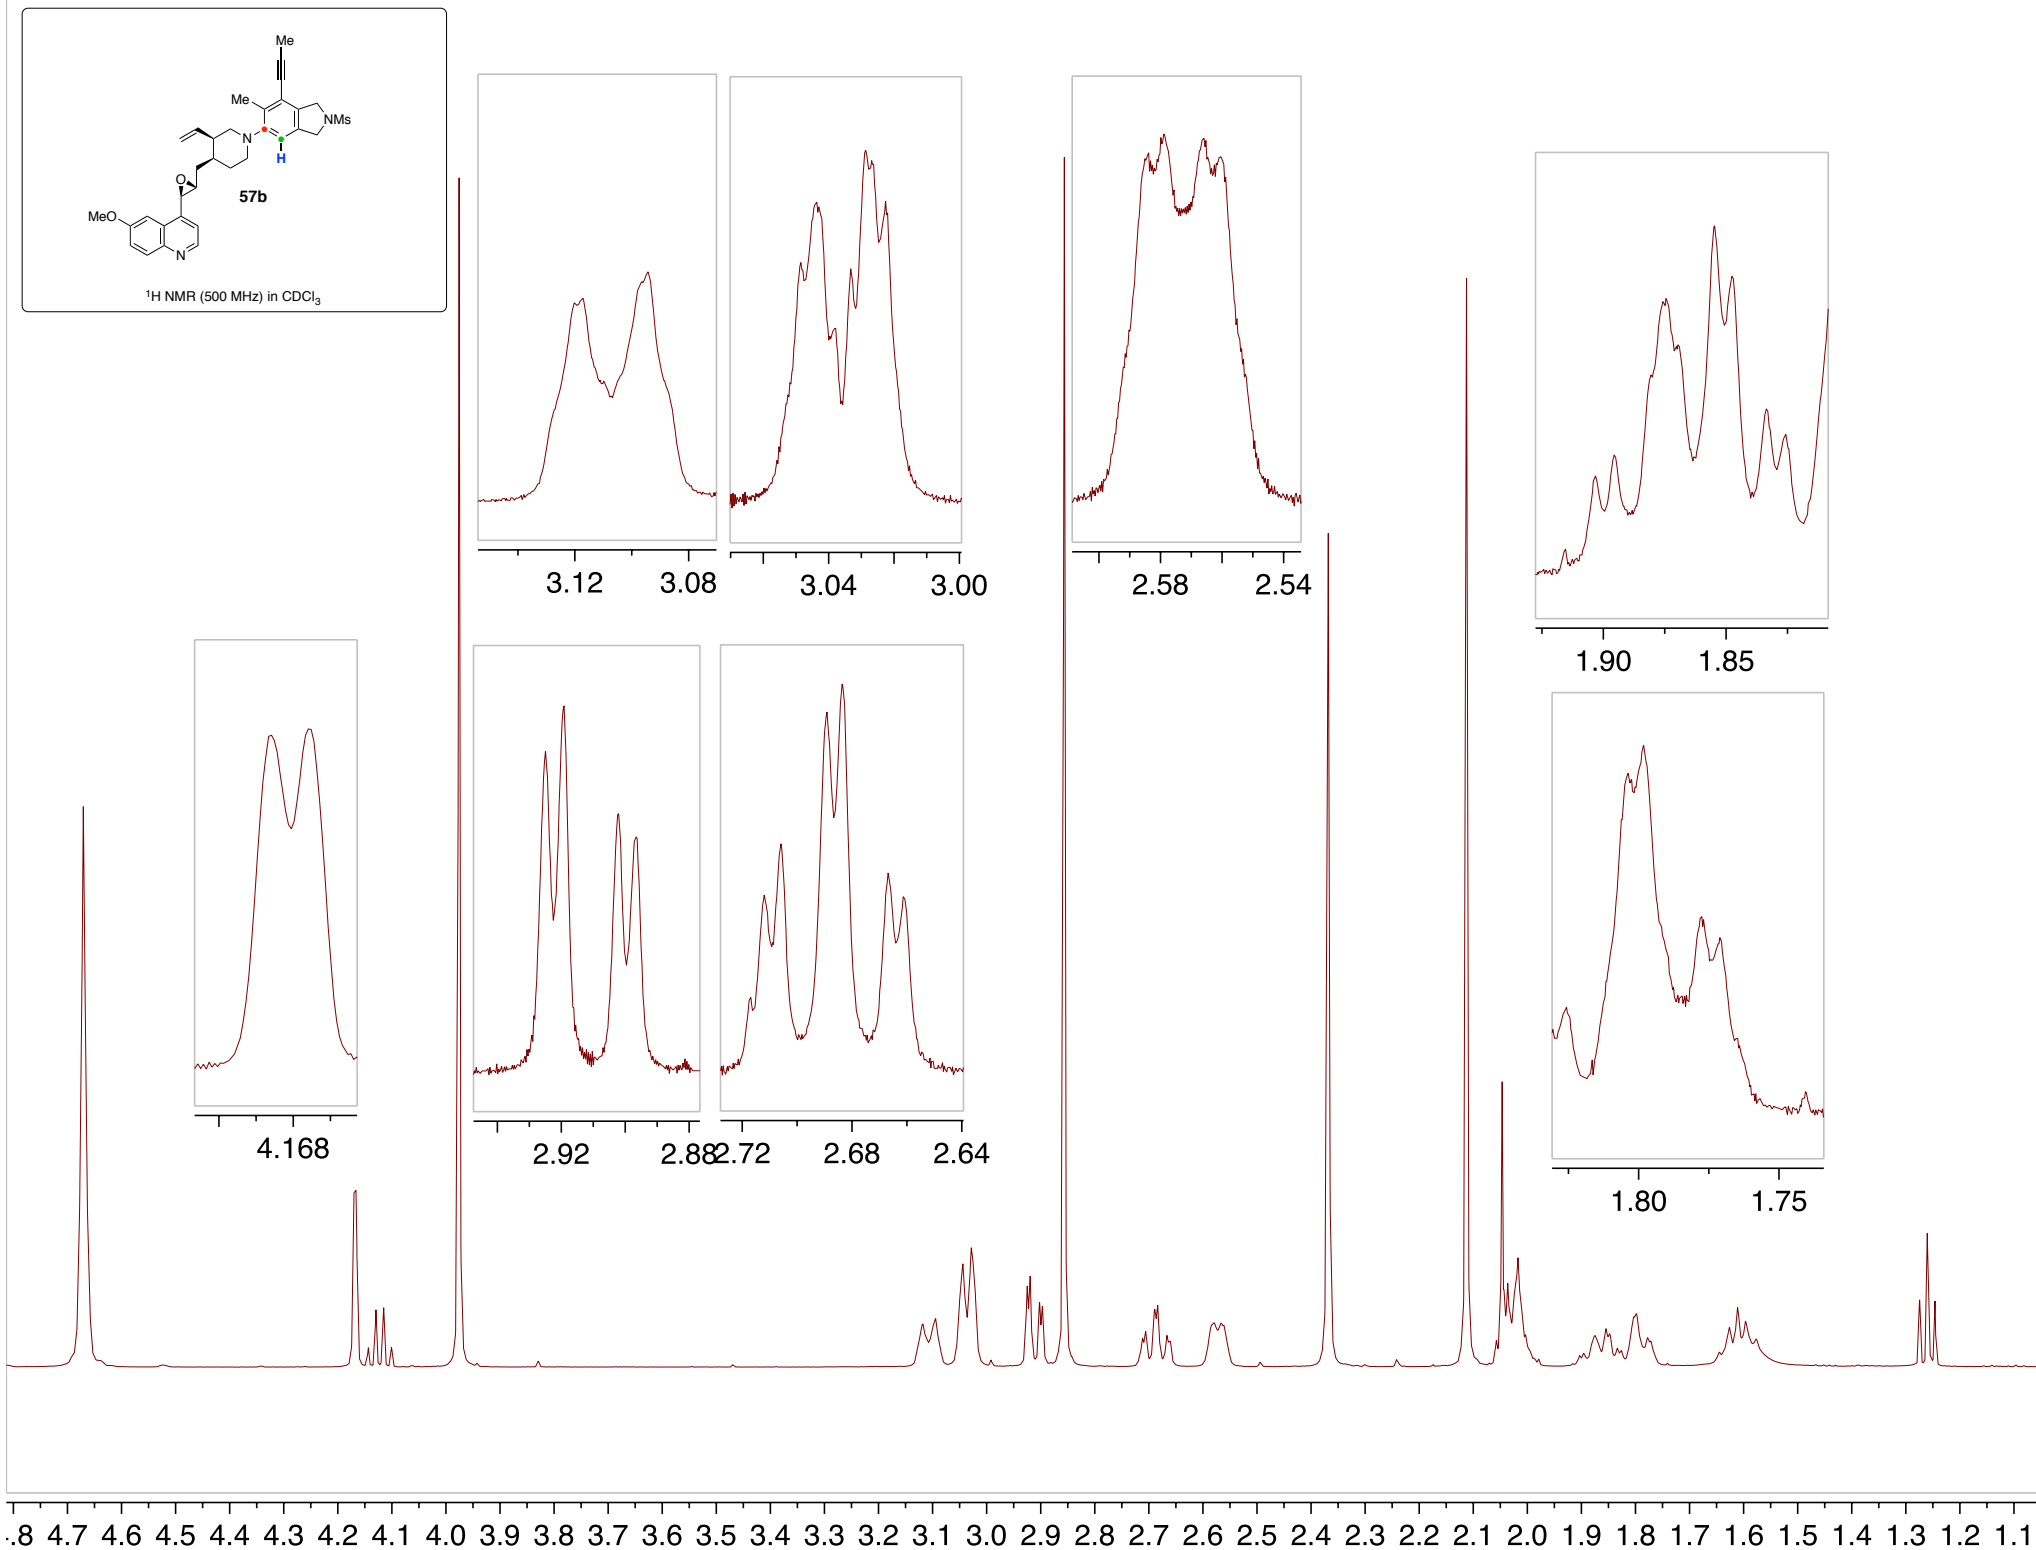 Me
Me
NMs
N
H
O
57b
MeO
N
¹H NMR (500 MHz) in CDCl₃
3.12 3.08
3.04 3.00
2.58 2.54
1.90 1.85
4.168
2.92 2.88
2.72 2.68 2.64
1.80 1.75
.8 4.7 4.6 4.5 4.4 4.3 4.2 4.1 4.0 3.9 3.8 3.7 3.6 3.5 3.4 3.3 3.2 3.1 3.0 2.9 2.8 2.7 2.6 2.5 2.4 2.3 2.2 2.1 2.0 1.9 1.8 1.7 1.6 1.5 1.4 1.3 1.2 1.1